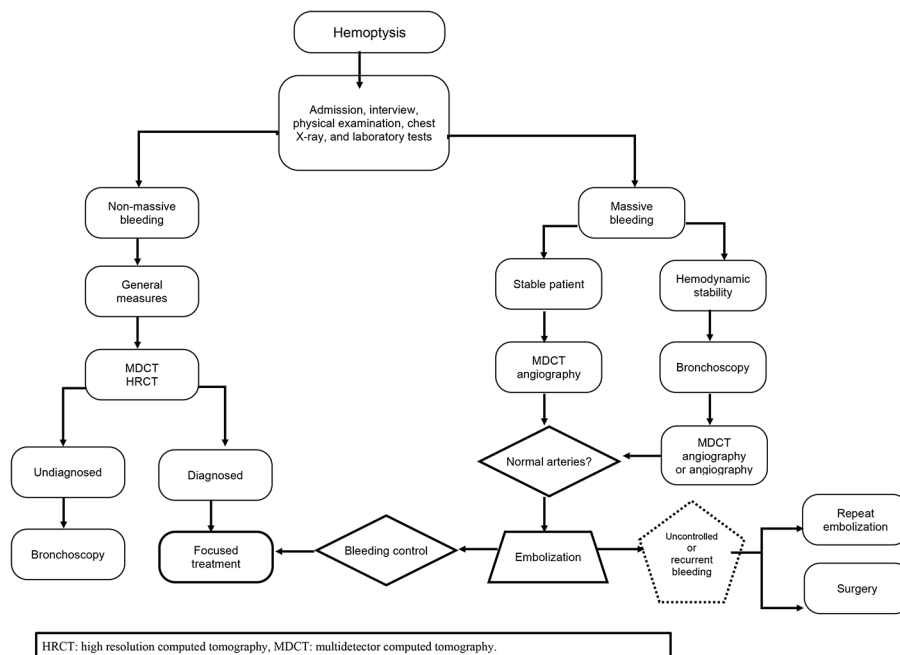 Hemoptysis
Admission, interview,
physical examination, chest
X-ray, and laboratory tests
Non-massive
bleeding
Massive
bleeding
General
measures
Stable patient
Hemodynamic
stability
MDCT
HRCT
MDCT
angiography
Bronchoscopy
Undiagnosed
Diagnosed
Normal arteries?
MDCT
angiography
or angiography
Bronchoscopy
Focused
treatment
Bleeding control
Embolization
Uncontrolled
or
recurrent
bleeding
Repeat
embolization
Surgery
HRCT: high resolution computed tomography, MDCT: multidetector computed tomography.